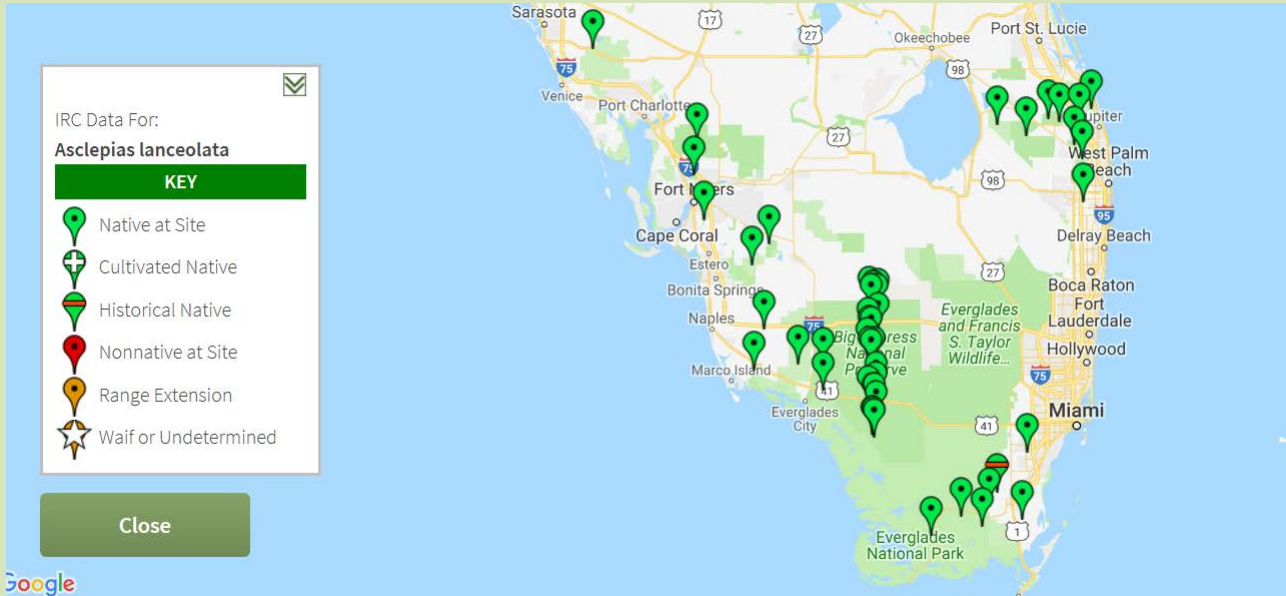 IRC Data For:
Asclepias lanceolata
KEY
Native at Site
Cultivated Native
Historical Native
Nonnative at Site
Range Extension
Waif or Undetermined
Close
Google
Sarasota
17
27
Okeechobee
Port St. Lucie
98
75
Venice
Port Charlotte
27
Jupiter
West Palm
Beach
75
Fort Myers
98
95
Cape Coral
Delray Beach
Estero
27
Boca Raton
Bonita Springs
Fort
Lauderdale
Naples
75
Everglades
and Francis
S. Taylor
Wildlife...
Big Cypress
National
Preserve
Hollywood
Marco Island
75
41
Everglades
City
Miami
41
1
Everglades
National Park